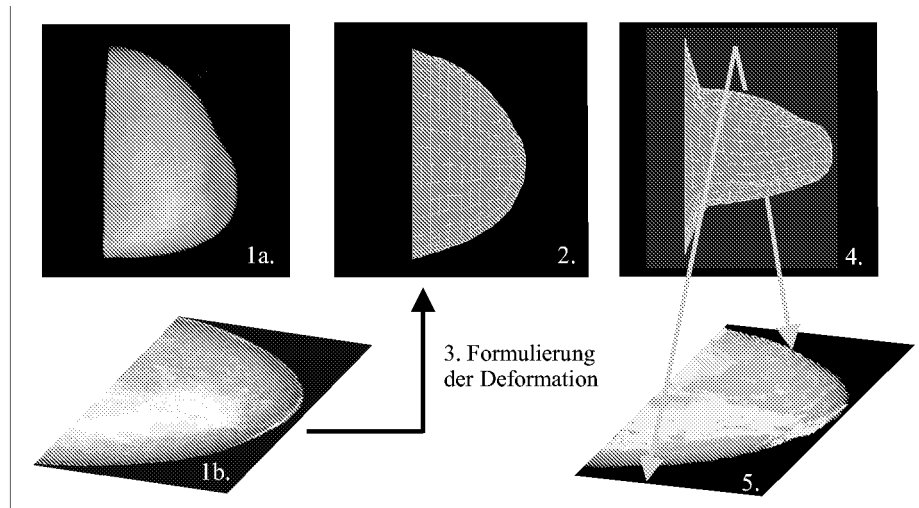 1a.
2.
4.
3. Formulierung
der Deformation
1b.
5.